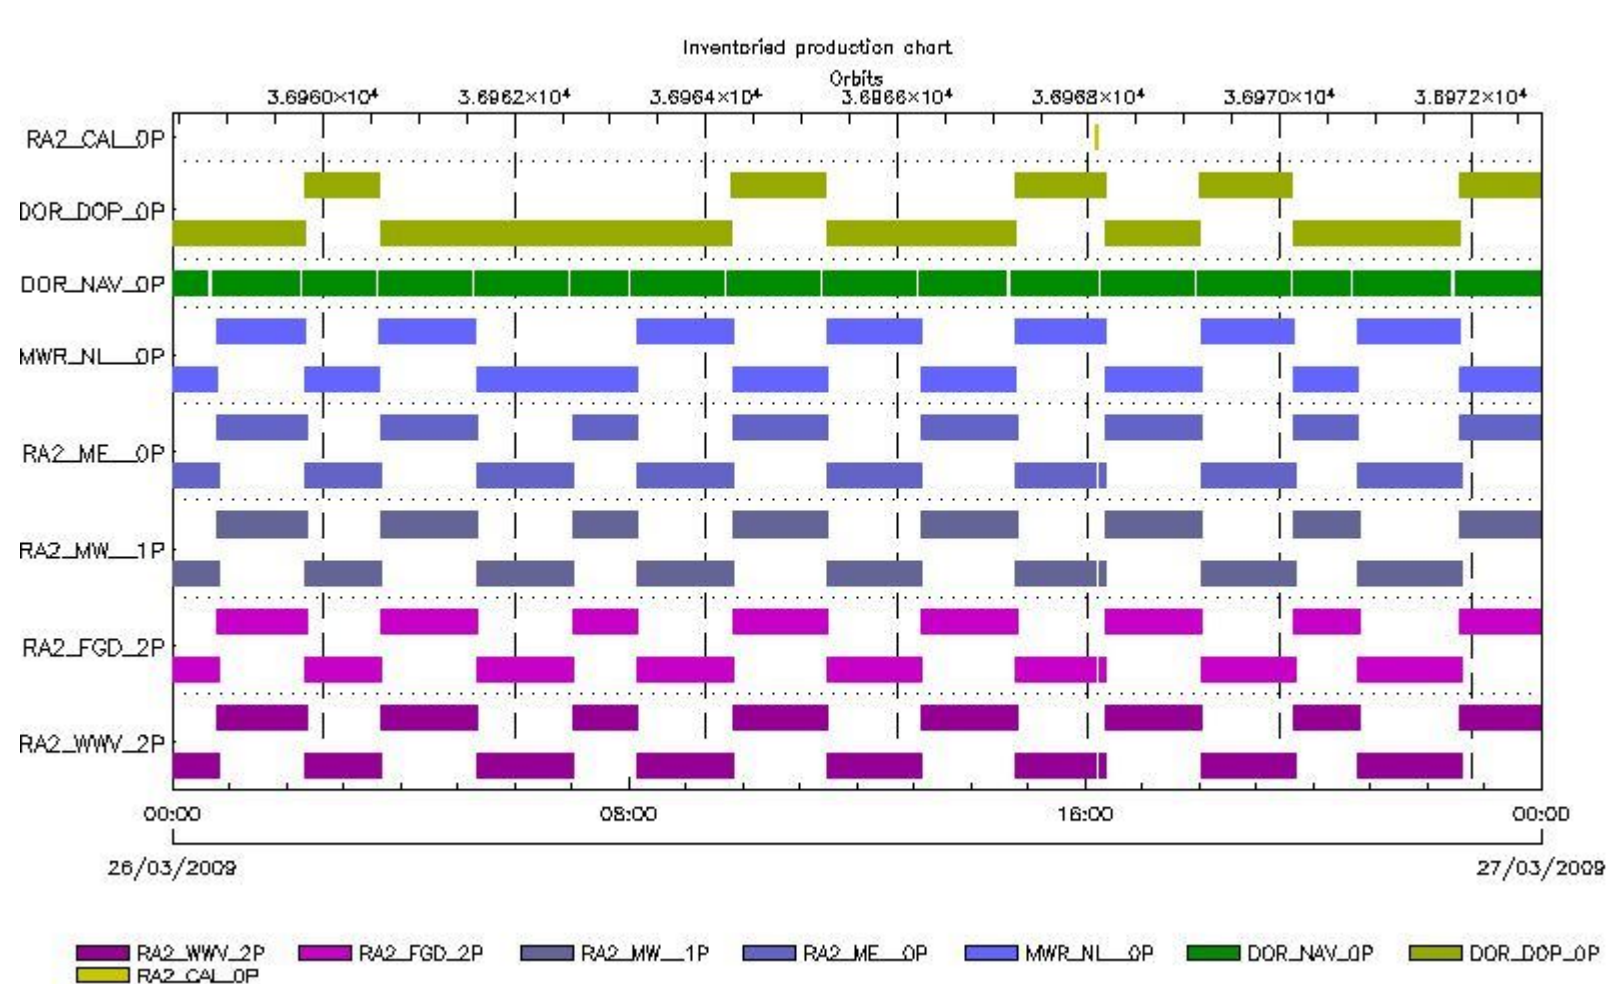 Inventoried production chart
Orbits
3.6960×10⁴ 3.6962×10⁴ 3.6964×10⁴ 3.6966×10⁴ 3.6968×10⁴ 3.6970×10⁴ 3.6972×10⁴
RA2_CAL_0P
DOR_DOP_0P
DOR_NAV_0P
MWR_NL__0P
RA2_ME__0P
RA2_MW__1P
RA2_FGD_2P
RA2_WWV_2P
00:00 08:00 16:00 00:00
26/03/2009 27/03/2009
RA2_WWV_2P RA2_FGD_2P RA2_MW__1P RA2_ME__0P MWR_NL__0P DOR_NAV_0P DOR_DOP_0P
RA2_CAL_0P